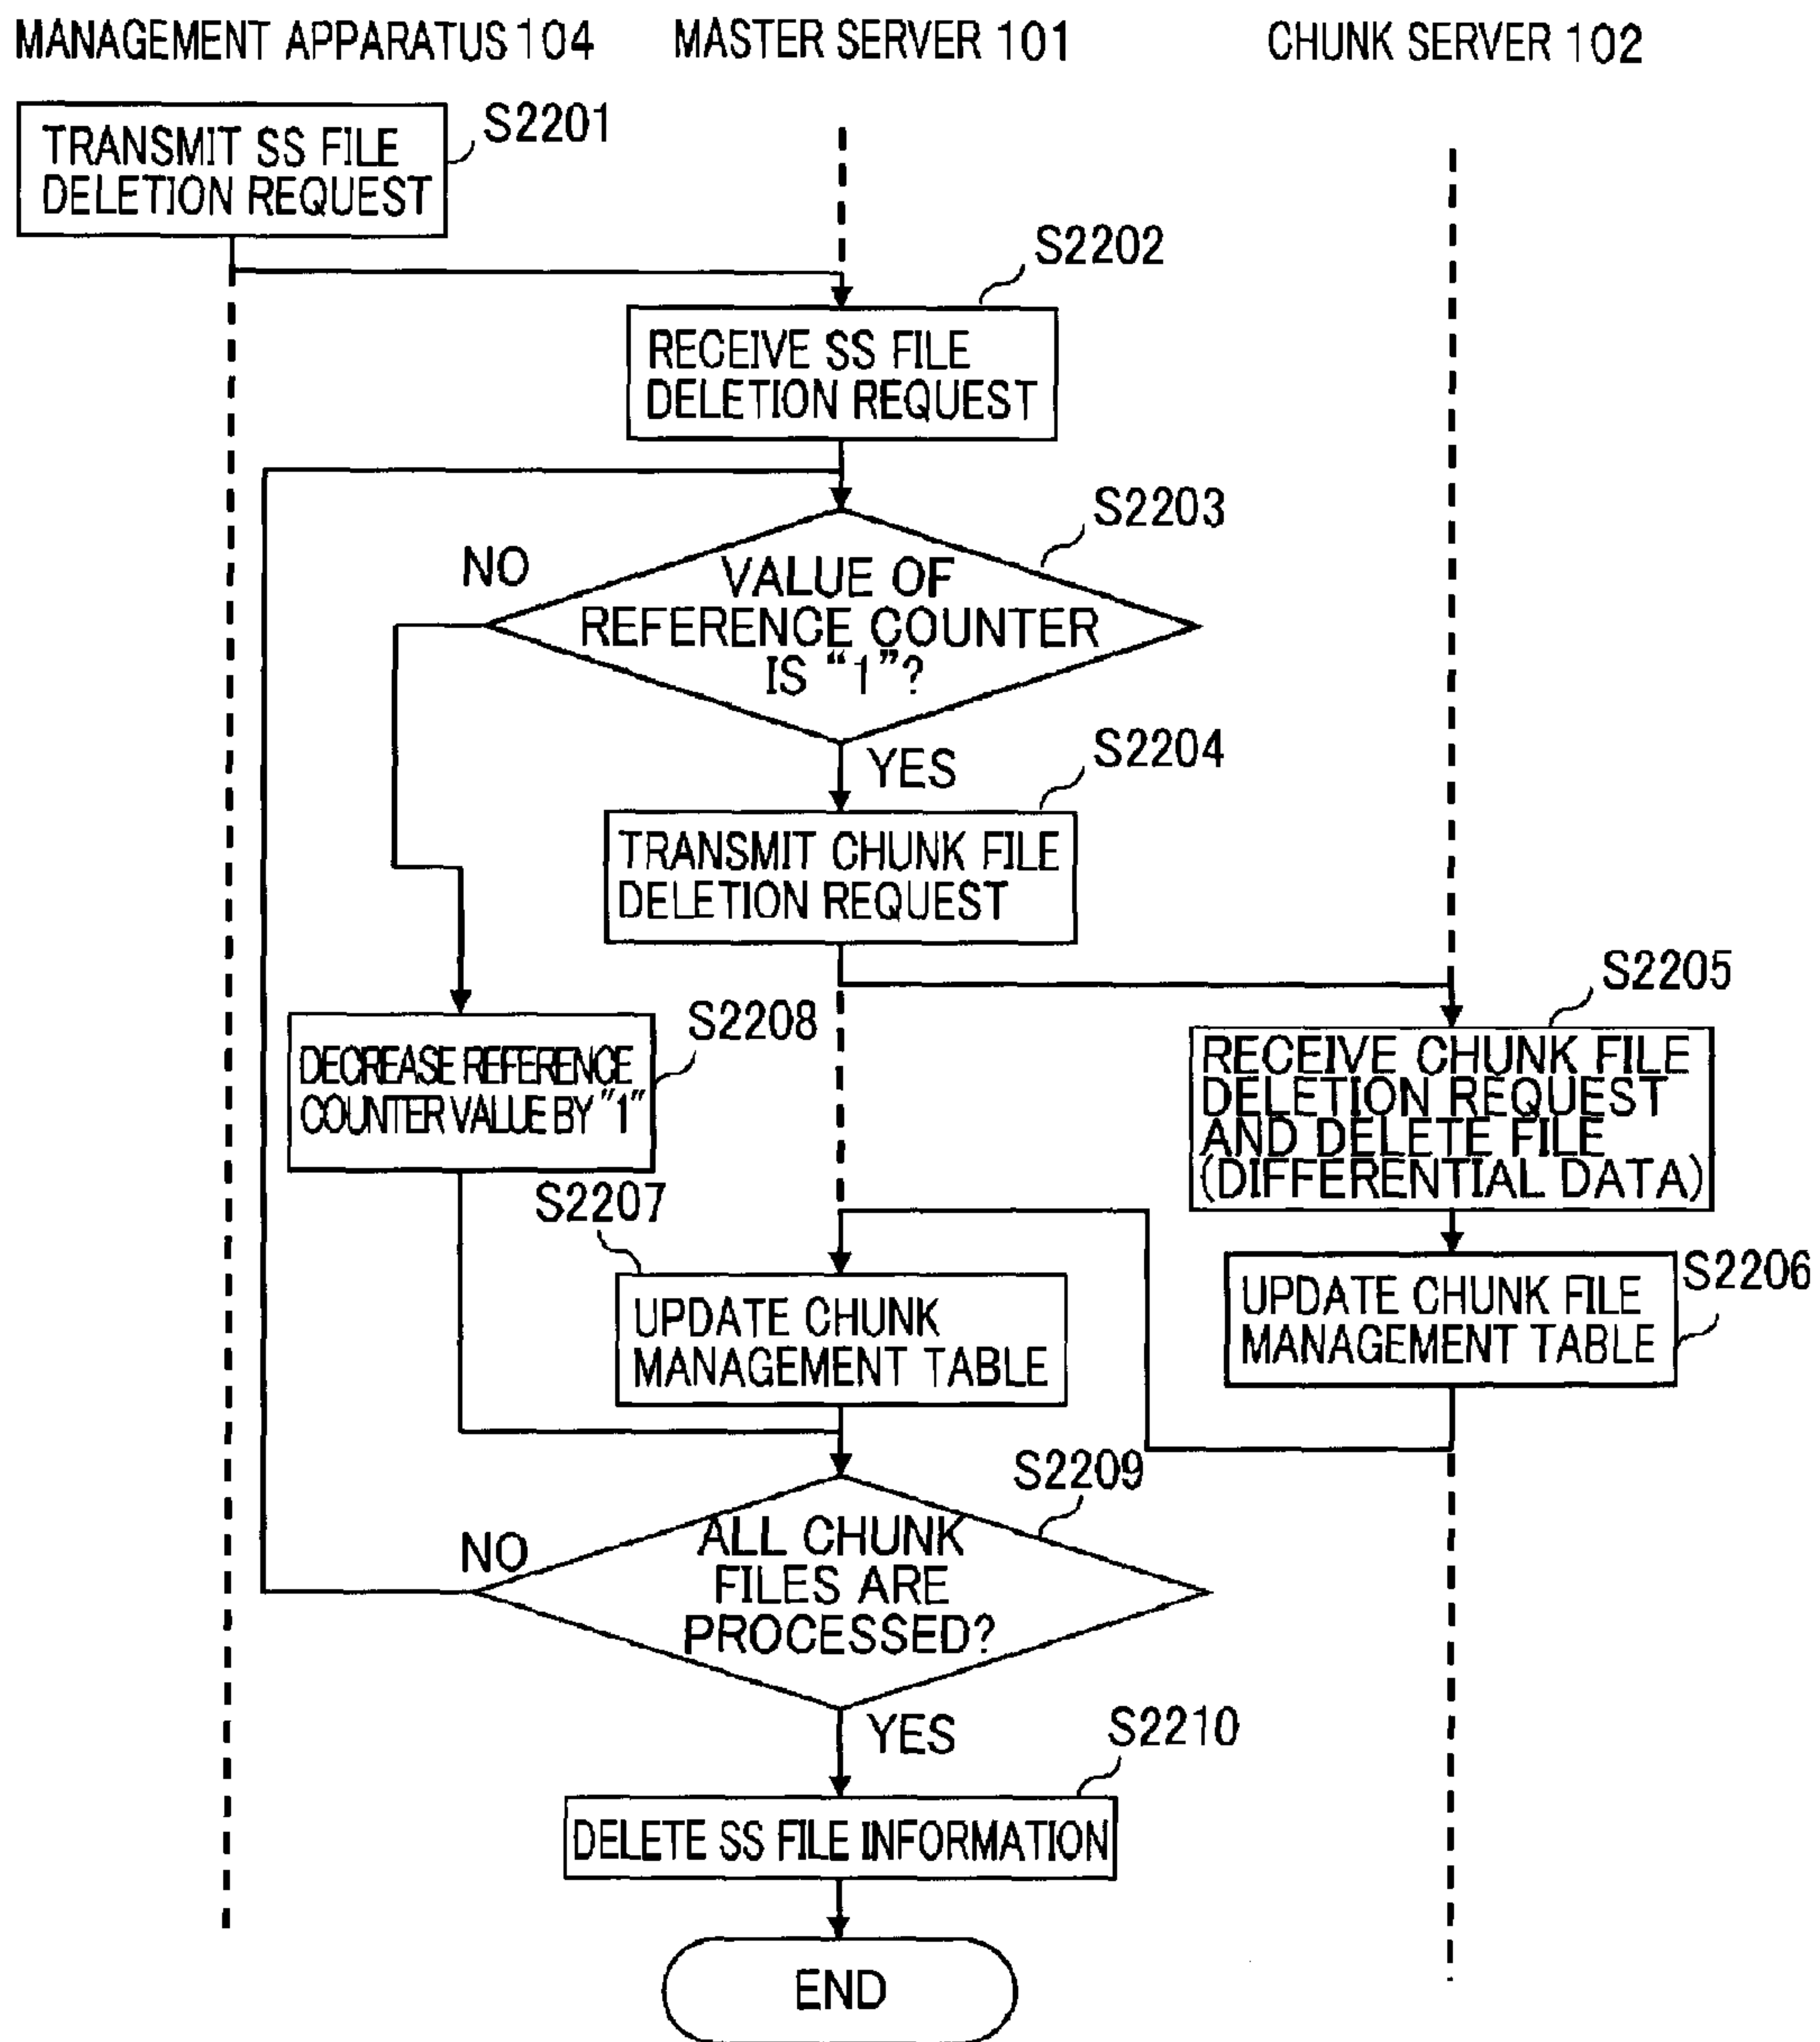 MANAGEMENT APPARATUS 104
MASTER SERVER 101
CHUNK SERVER 102
TRANSMIT SS FILE
DELETION REQUEST
S2201
S2202
RECEIVE SS FILE
DELETION REQUEST
S2203
NO
VALUE OF
REFERENCE COUNTER
IS "1"?
YES
S2204
TRANSMIT CHUNK FILE
DELETION REQUEST
S2205
RECEIVE CHUNK FILE
DELETION REQUEST
AND DELETE FILE
(DIFFERENTIAL DATA)
S2208
DECREASE REFERENCE
COUNTER VALUE BY "1"
S2207
UPDATE CHUNK
MANAGEMENT TABLE
S2206
UPDATE CHUNK FILE
MANAGEMENT TABLE
S2209
NO
ALL CHUNK
FILES ARE
PROCESSED?
YES
S2210
DELETE SS FILE INFORMATION
END